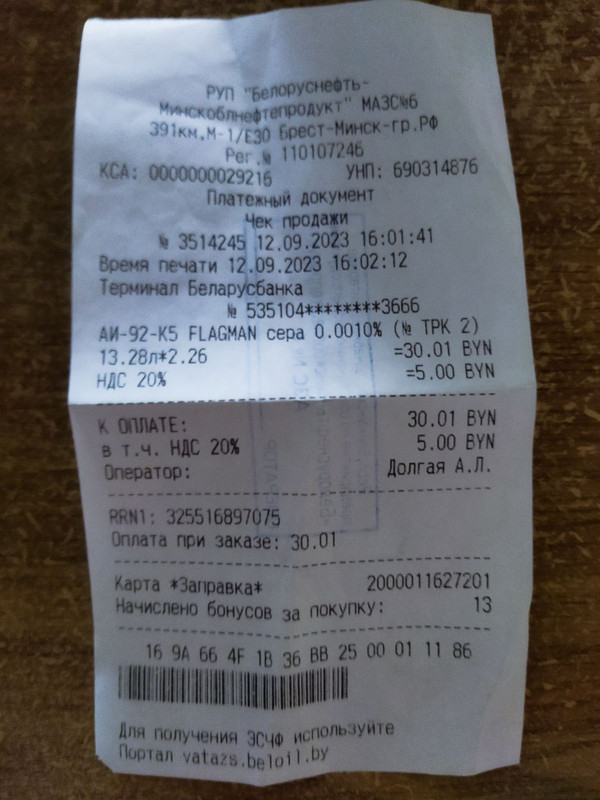 РУП "Белоруснефть-
Минскоблнефтепродукт" МАЗС№6
391км,М-1/Е30 Брест-Минск-гр.РФ
Рег.№ 110107246
КСА: 0000000029216 УНП: 690314876
Платежный документ
Чек продажи
№ 3514245 12.09.2023 16:01:41
Время печати 12.09.2023 16:02:12
Терминал Беларусбанка
№ 535104********3666
АИ-92-К5 FLAGMAN сера 0.0010% (№ ТРК 2)
13.28л*2.26 =30.01 BYN
НДС 20% =5.00 BYN
К ОПЛАТЕ: 30.01 BYN
в т.ч. НДС 20% 5.00 BYN
Оператор: Долгая А.Л.
RRN1: 325516897075
Оплата при заказе: 30.01
Карта *Заправка* 2000011627201
Начислено бонусов за покупку: 13
16 9A 66 4F 1B 36 BB 25 00 01 11 86
Для получения ЭСЧФ используйте
Портал vatazs.beloil.by